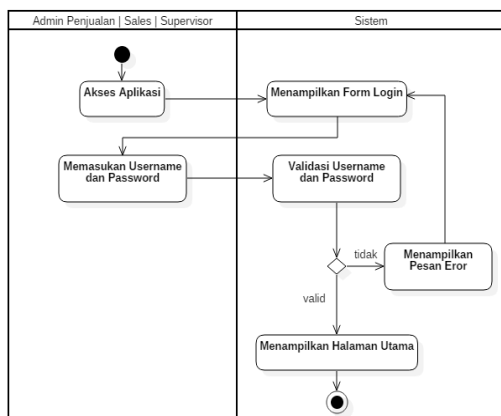 Admin Penjualan | Sales | Supervisor
Sistem
Akses Aplikasi
Menampilkan Form Login
Memasukan Username
dan Password
Validasi Username
dan Password
tidak
Menampilkan
Pesan Eror
valid
Menampilkan Halaman Utama